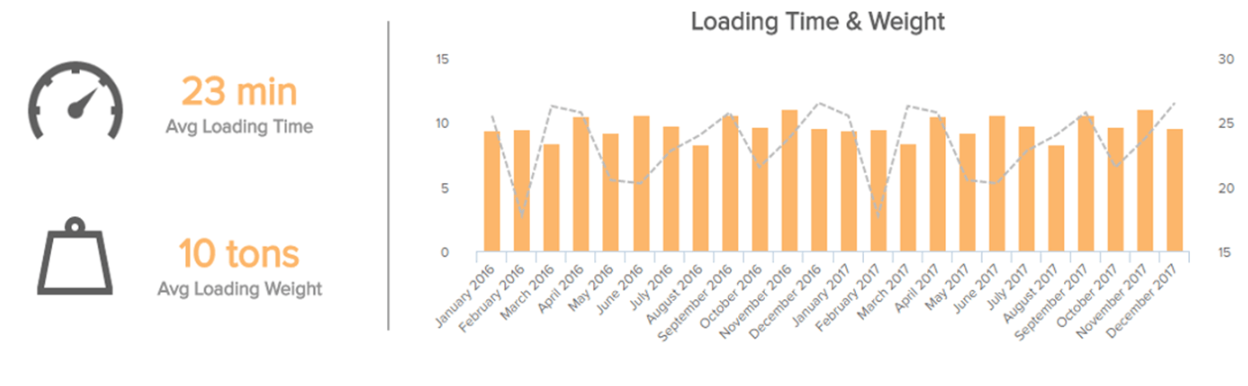 23 min
Avg Loading Time
10 tons
Avg Loading Weight
Loading Time & Weight
15
10
5
0
30
25
20
15
January 2016
February 2016
March 2016
April 2016
May 2016
June 2016
July 2016
August 2016
September 2016
October 2016
November 2016
December 2016
January 2017
February 2017
March 2017
April 2017
May 2017
June 2017
July 2017
August 2017
September 2017
October 2017
November 2017
December 2017